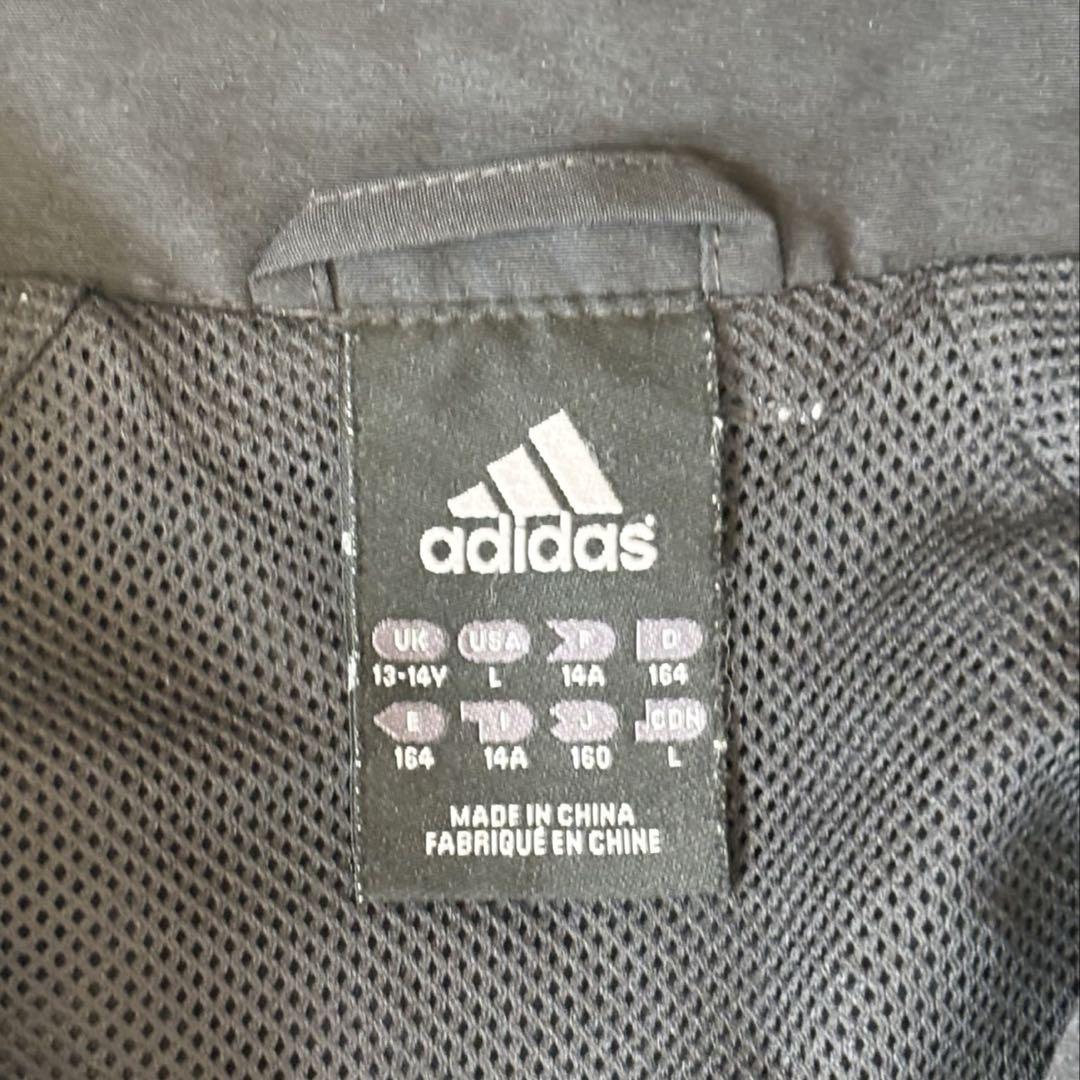 adidas
UK USA F D
13-14Y L 14A 164
E I J CDN
164 14A 160 L
MADE IN CHINA
FABRIQUÉ EN CHINE